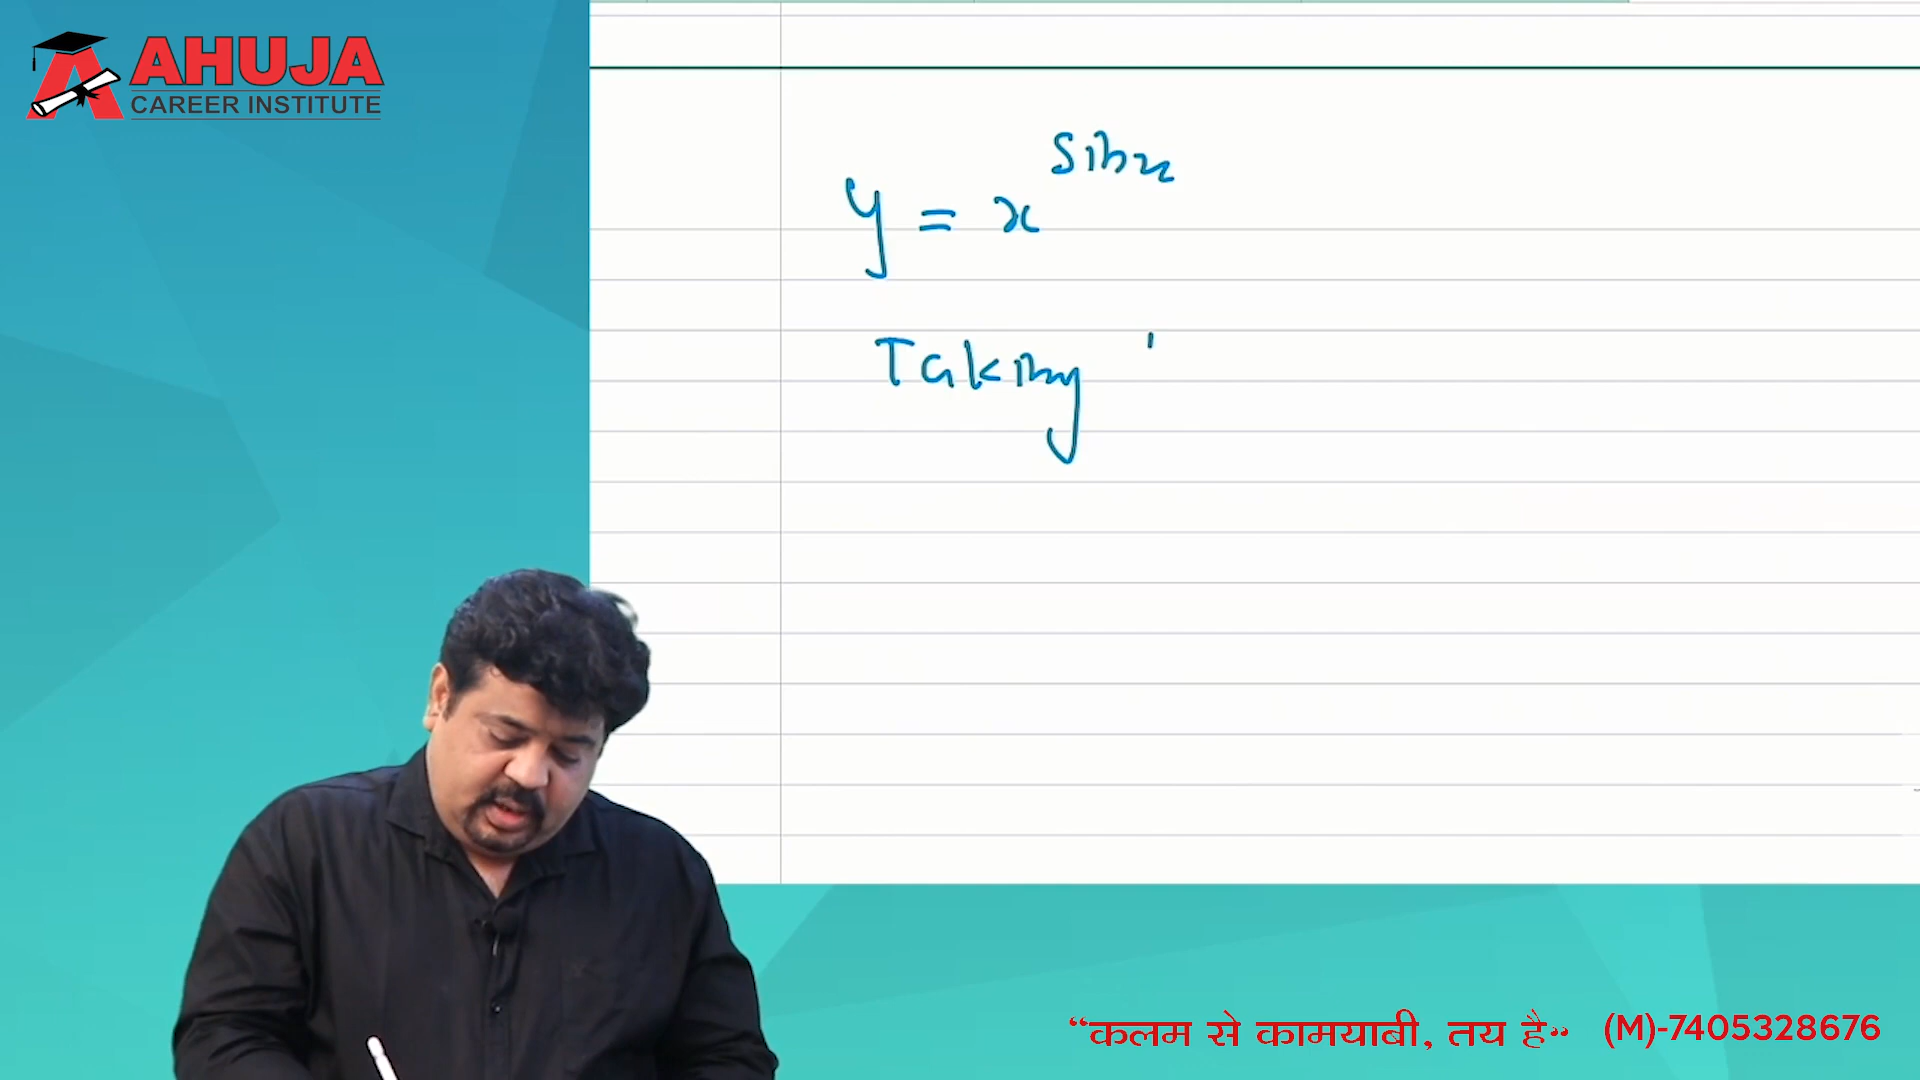 AHUJA
CAREER INSTITUTE
y = x^sinx
Taking
“कलम से कामयाबी, तय है” (M)-7405328676